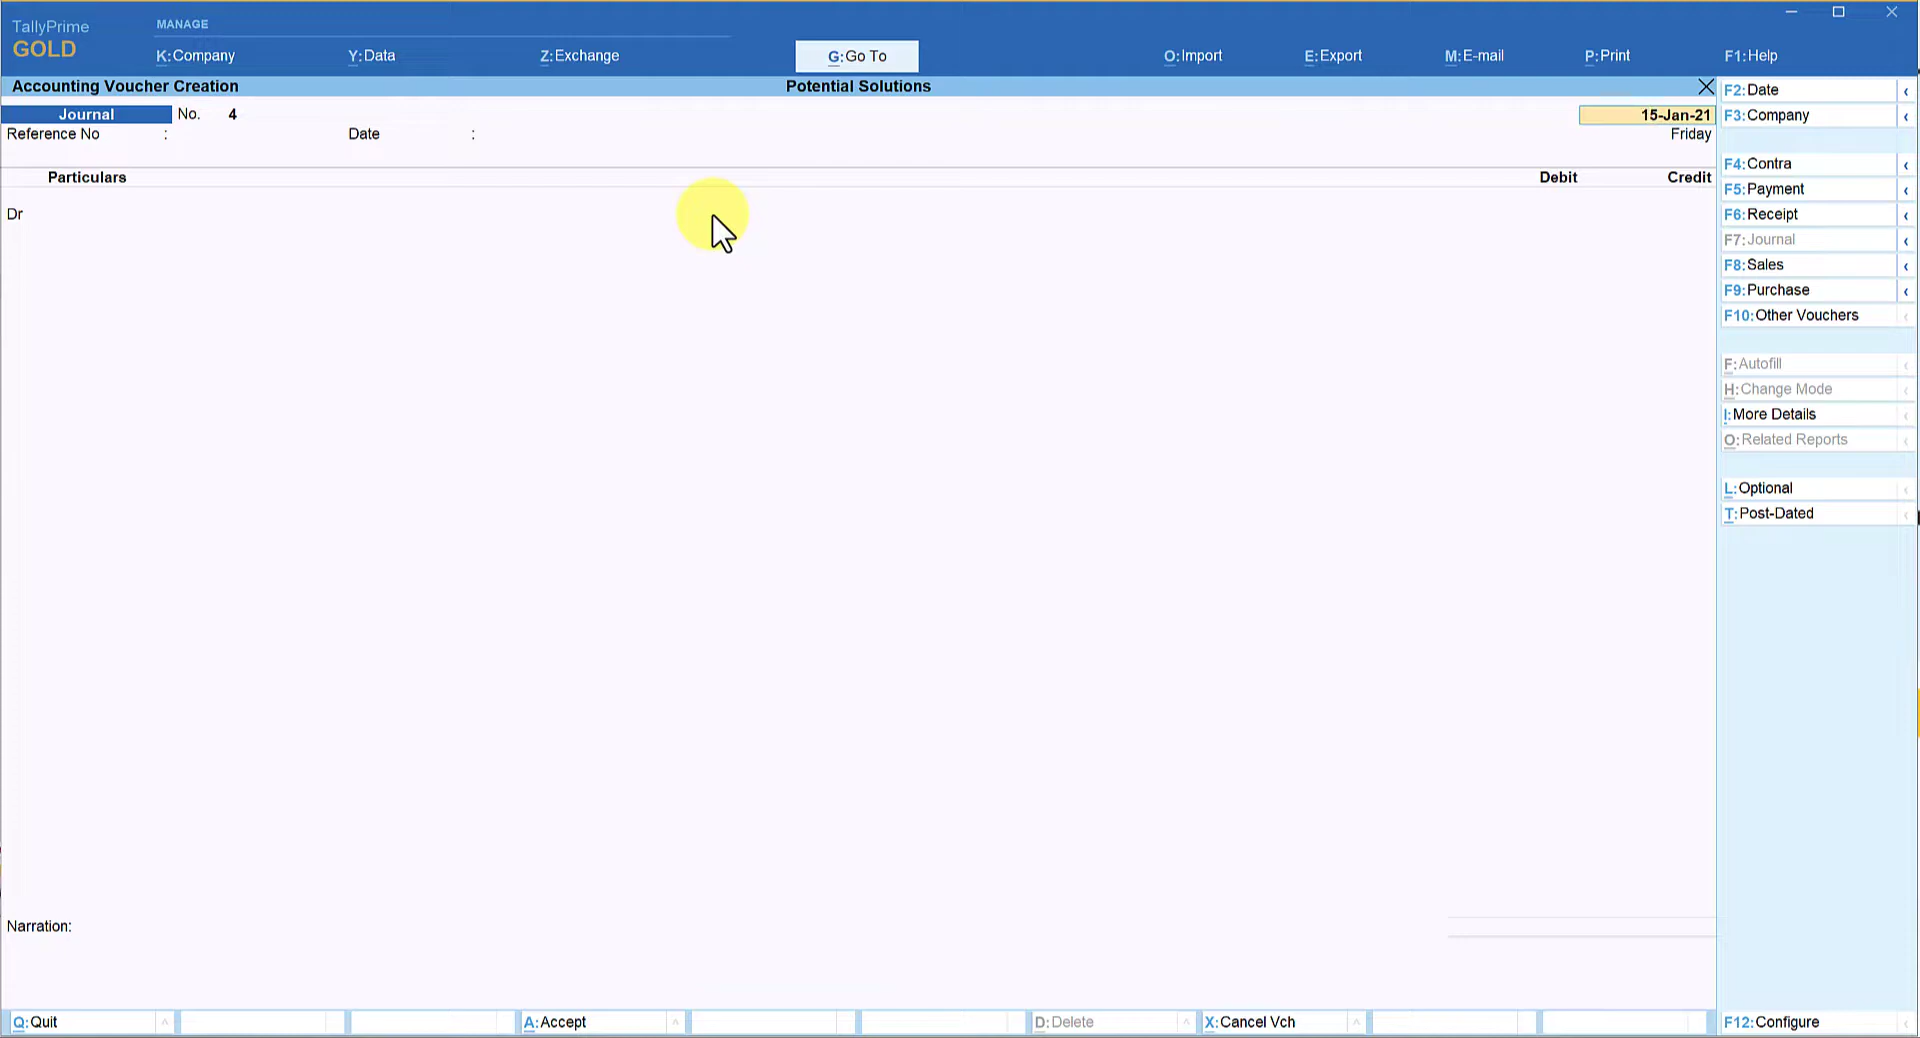 TallyPrime
GOLD
MANAGE
K:Company
Y:Data
Z:Exchange
G:Go To
O:Import
E:Export
M:E-mail
P:Print
F1:Help
Accounting Voucher Creation
Potential Solutions
Journal No. 4
15-Jan-21
Reference No :
Date :
Friday
Particulars
Debit
Credit
Dr
Narration:
F2:Date
F3:Company
F4:Contra
F5:Payment
F6:Receipt
F7:Journal
F8:Sales
F9:Purchase
F10:Other Vouchers
F:Autofill
H:Change Mode
I:More Details
O:Related Reports
L:Optional
T:Post-Dated
Q:Quit
A:Accept
D:Delete
X:Cancel Vch
F12:Configure